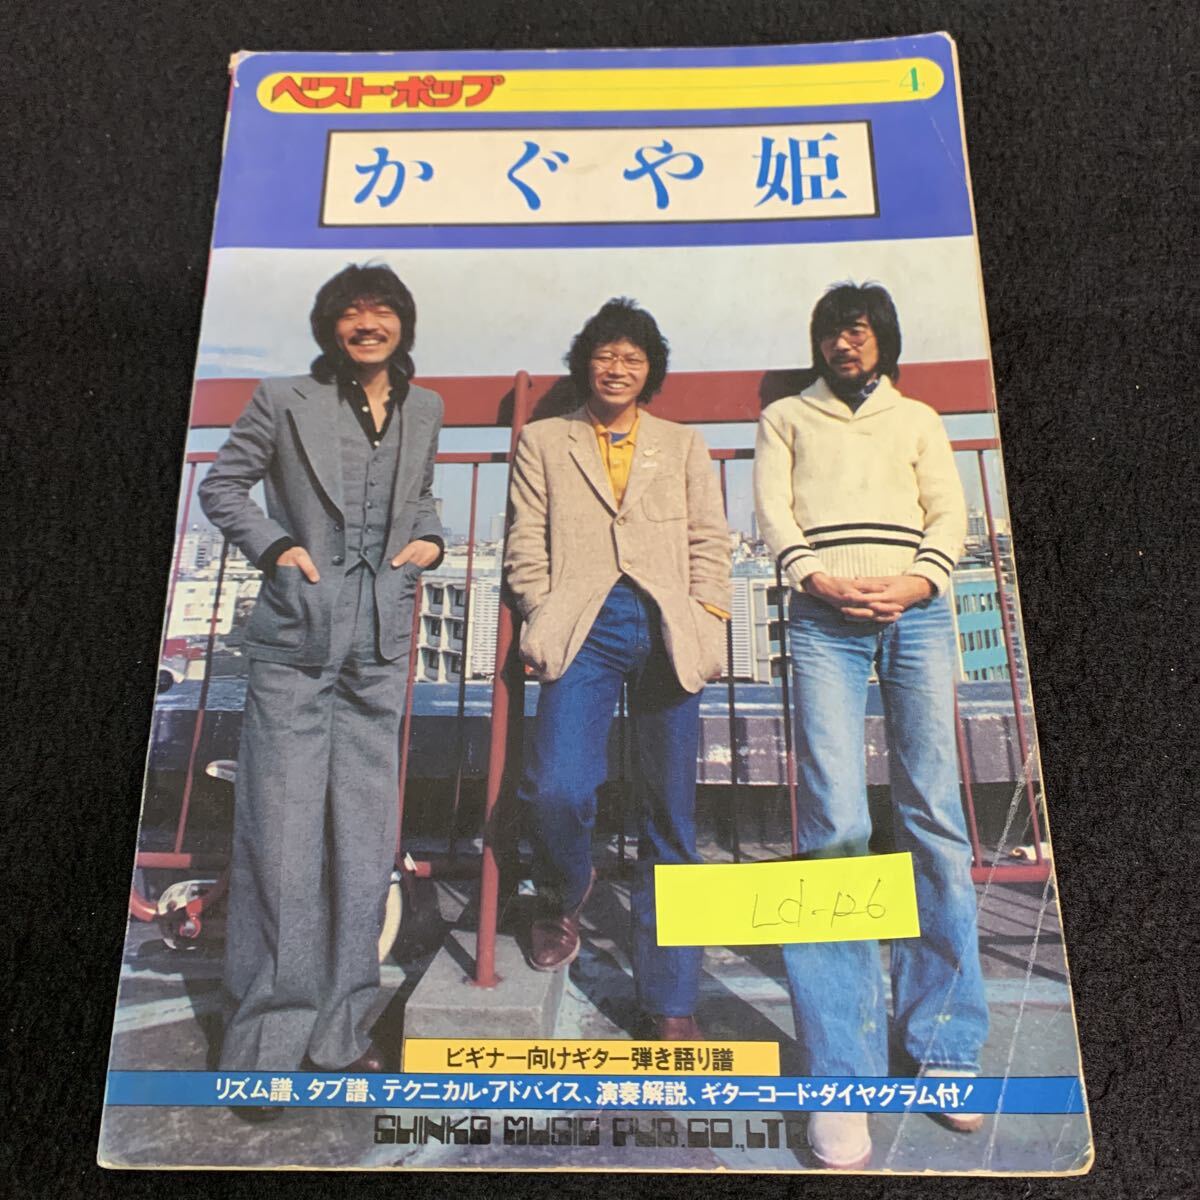 ベスト・ポップ 4
かぐや姫
Ld-P6
ビギナー向けギター弾き語り譜
リズム譜、タブ譜、テクニカル・アドバイス、演奏解説、ギターコード・ダイヤグラム付!
SHINKO MUSIC PUB. CO., LTD